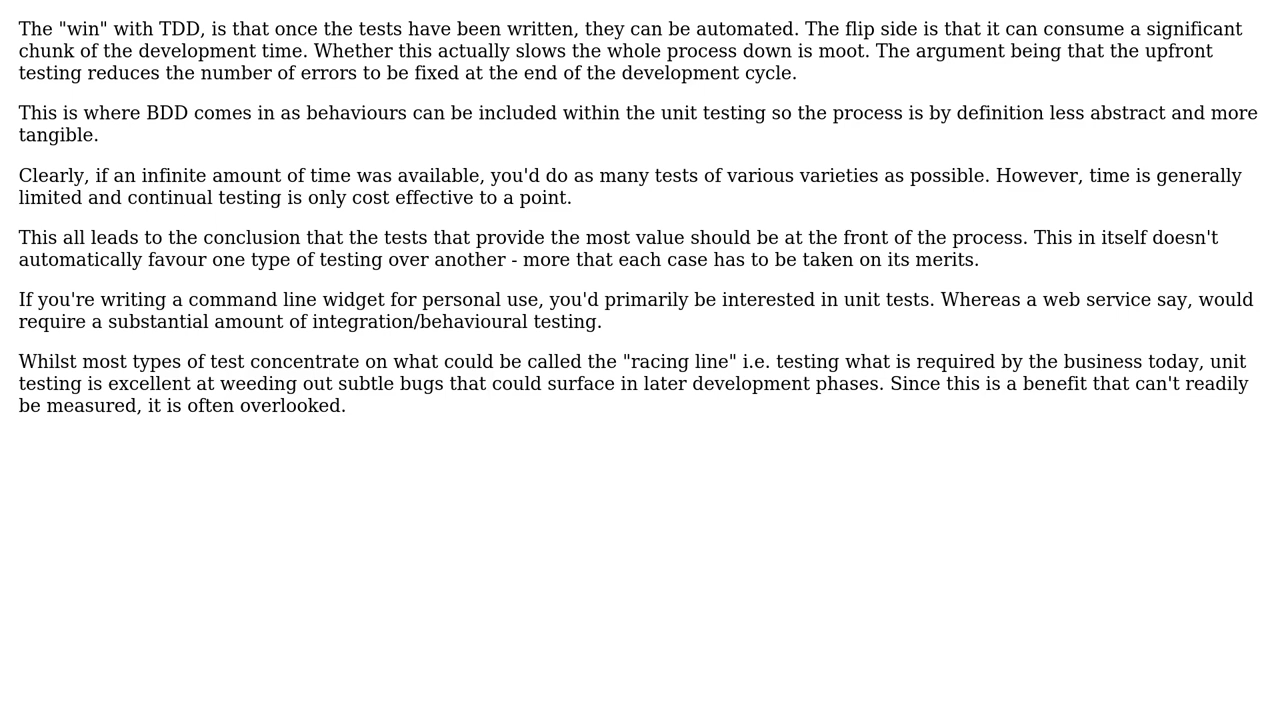 The "win" with TDD, is that once the tests have been written, they can be automated. The flip side is that it can consume a significant
chunk of the development time. Whether this actually slows the whole process down is moot. The argument being that the upfront
testing reduces the number of errors to be fixed at the end of the development cycle.
This is where BDD comes in as behaviours can be included within the unit testing so the process is by definition less abstract and more
tangible.
Clearly, if an infinite amount of time was available, you'd do as many tests of various varieties as possible. However, time is generally
limited and continual testing is only cost effective to a point.
This all leads to the conclusion that the tests that provide the most value should be at the front of the process. This in itself doesn't
automatically favour one type of testing over another - more that each case has to be taken on its merits.
If you're writing a command line widget for personal use, you'd primarily be interested in unit tests. Whereas a web service say, would
require a substantial amount of integration/behavioural testing.
Whilst most types of test concentrate on what could be called the "racing line" i.e. testing what is required by the business today, unit
testing is excellent at weeding out subtle bugs that could surface in later development phases. Since this is a benefit that can't readily
be measured, it is often overlooked.